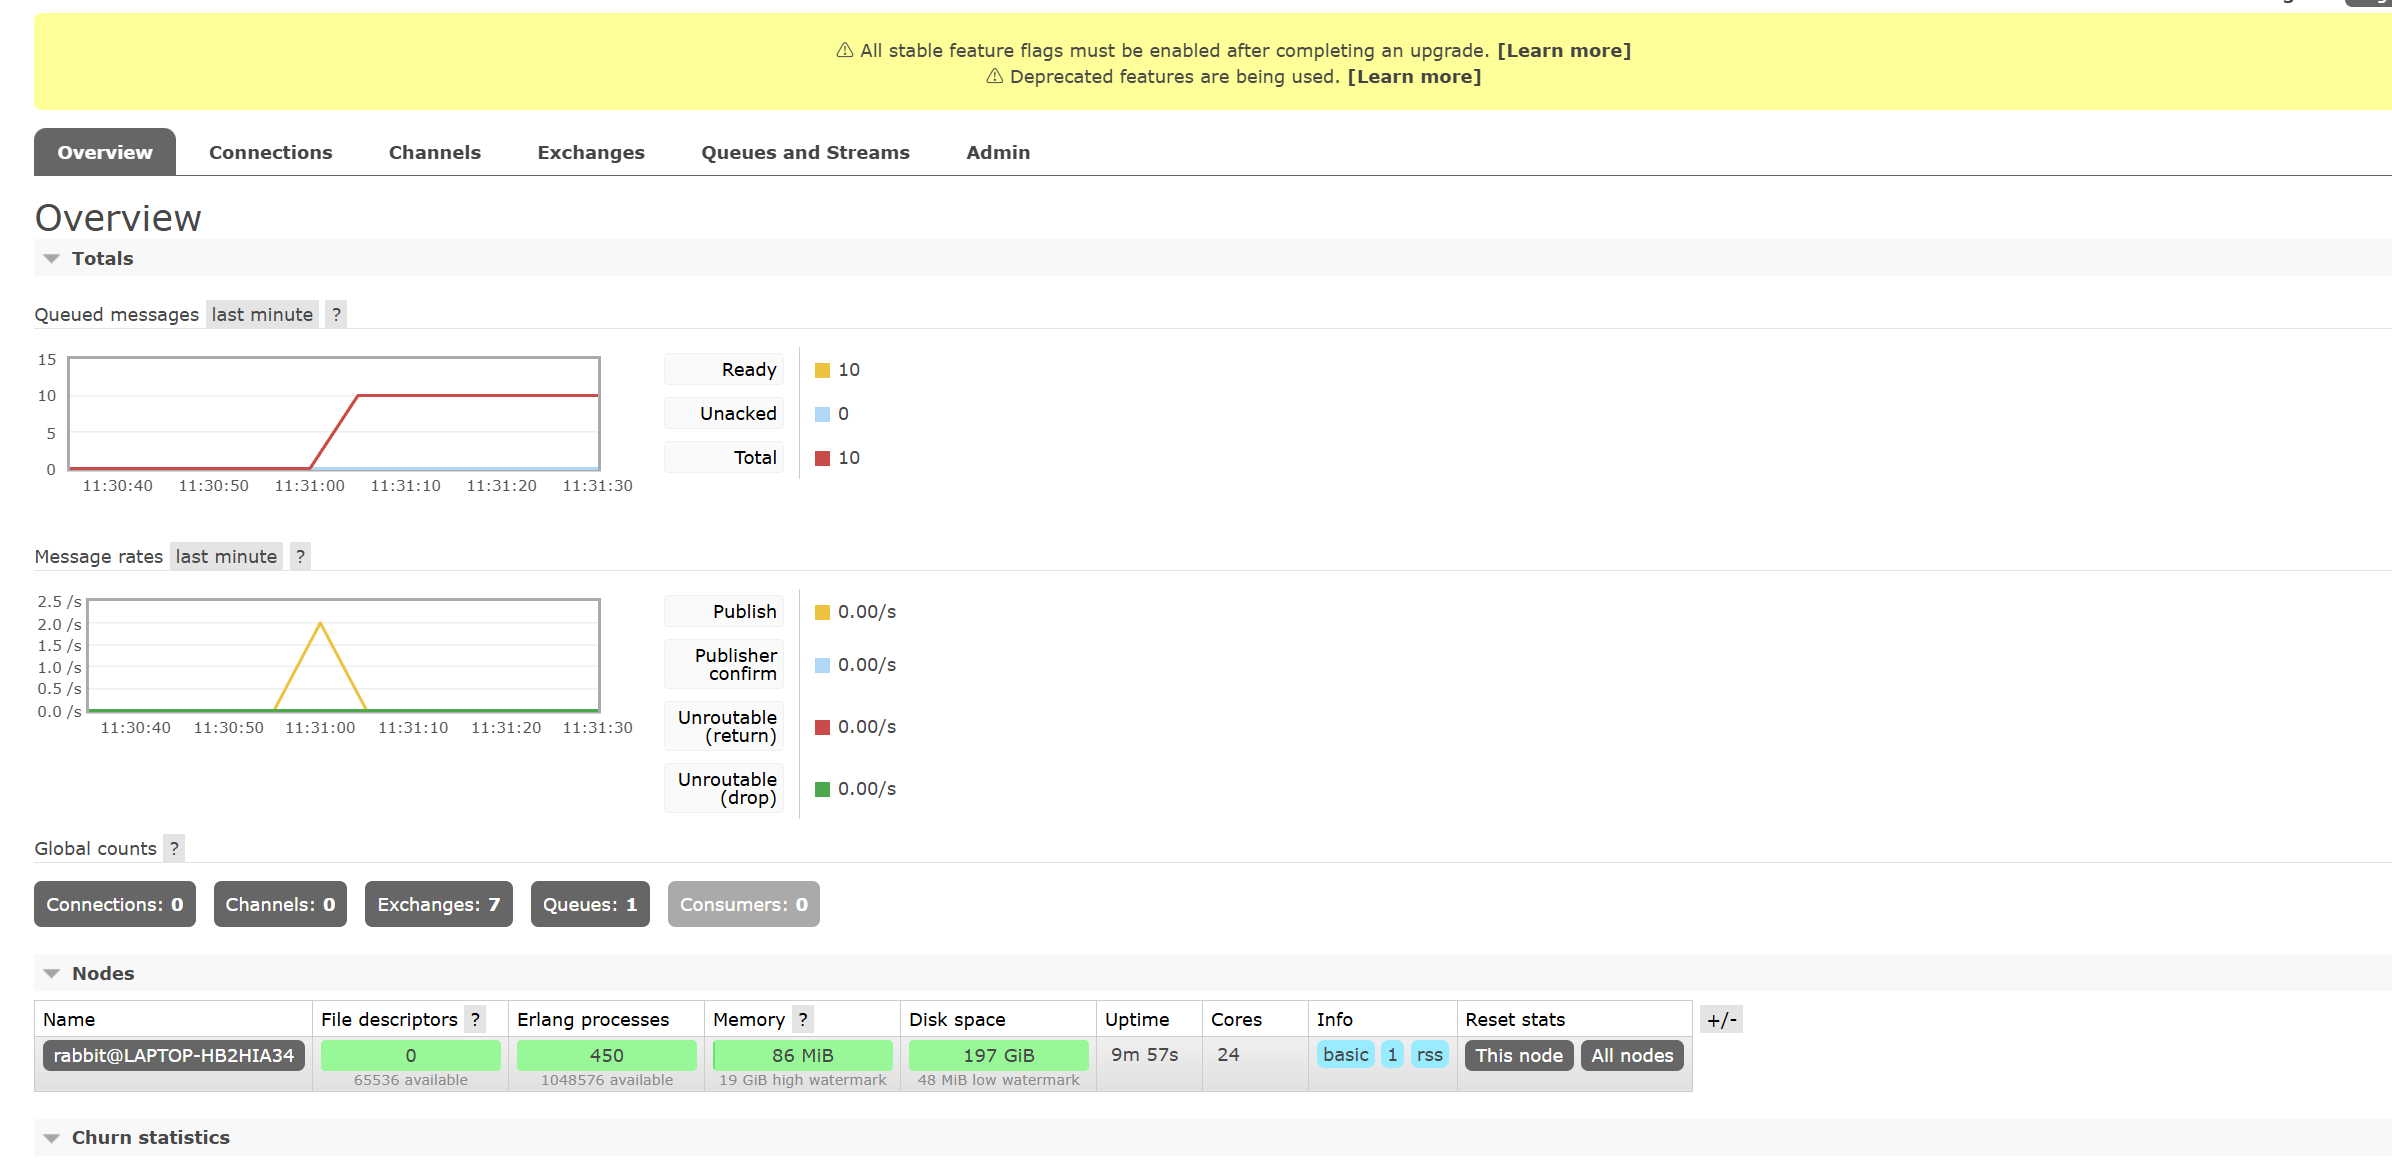 ⚠ All stable feature flags must be enabled after completing an upgrade. [Learn more]
⚠ Deprecated features are being used. [Learn more]
Overview Connections Channels Exchanges Queues and Streams Admin
Overview
Totals
Queued messages last minute ?
15
10
5
0
11:30:40 11:30:50 11:31:00 11:31:10 11:31:20 11:31:30
Ready 10
Unacked 0
Total 10
Message rates last minute ?
2.5 /s
2.0 /s
1.5 /s
1.0 /s
0.5 /s
0.0 /s
11:30:40 11:30:50 11:31:00 11:31:10 11:31:20 11:31:30
Publish 0.00/s
Publisher
confirm 0.00/s
Unroutable
(return) 0.00/s
Unroutable
(drop) 0.00/s
Global counts ?
Connections: 0 Channels: 0 Exchanges: 7 Queues: 1 Consumers: 0
Nodes
Name File descriptors ? Erlang processes Memory ? Disk space Uptime Cores Info Reset stats +/-
rabbit@LAPTOP-HB2HIA34 0 450 86 MiB 197 GiB 9m 57s 24 basic 1 rss This node All nodes
65536 available 1048576 available 19 GiB high watermark 48 MiB low watermark
Churn statistics